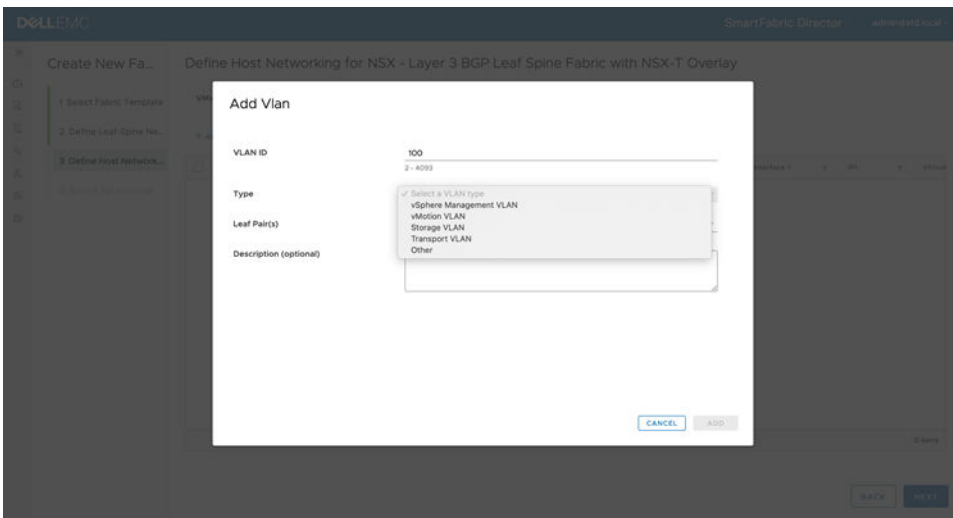 DELLEMC
SmartFabric Director
Create New Fa...
Define Host Networking for NSX - Layer 3 BGP Leaf Spine Fabric with NSX-T Overlay
1 Select Fabric Template
2 Define Leaf-Spine Ne...
3 Define Host Network...
Add Vlan
VLAN ID
100
2 - 4093
Type
✓ Select a VLAN type
vSphere Management VLAN
vMotion VLAN
Storage VLAN
Transport VLAN
Other
Leaf Pair(s)
Description (optional)
CANCEL
ADD
0 items
BACK
NEXT